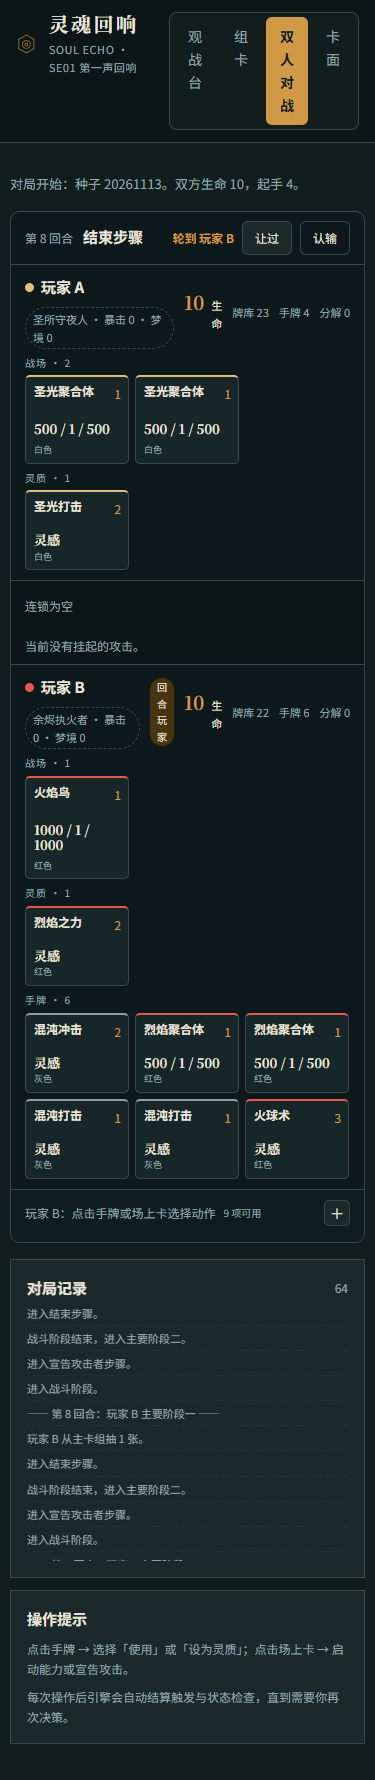 灵魂回响
SOUL ECHO ·
SE01 第一声回响
观战台
组卡
双人对战
卡面
对局开始：种子 20261113。双方生命 10，起手 4。
第 8 回合 结束步骤 轮到 玩家 B 让过 认输
玩家 A
圣所守夜人 · 暴击 0 · 梦
境 0
10 生命 牌库 23 手牌 4 分解 0
战场 · 2
圣光聚合体 1 圣光聚合体 1
500 / 1 / 500 500 / 1 / 500
白色 白色
灵质 · 1
圣光打击 2
灵感
白色
连锁为空
当前没有挂起的攻击。
玩家 B
余烬执火者 · 暴击
0 · 梦境 0
回合玩家
10 生命 牌库 22 手牌 6 分解 0
战场 · 1
火焰鸟 1
1000 / 1 /
1000
红色
灵质 · 1
烈焰之力 2
灵感
红色
手牌 · 6
混沌冲击 2 烈焰聚合体 1 烈焰聚合体 1
灵感 500 / 1 / 500 500 / 1 / 500
灰色 红色 红色
混沌打击 1 混沌打击 1 火球术 3
灵感 灵感 灵感
灰色 灰色 红色
玩家 B：点击手牌或场上卡选择动作 9 项可用 +
对局记录 64
进入结束步骤。
战斗阶段结束，进入主要阶段二。
进入宣告攻击者步骤。
进入战斗阶段。
—— 第 8 回合：玩家 B 主要阶段一 ——
玩家 B 从主卡组抽 1 张。
进入结束步骤。
战斗阶段结束，进入主要阶段二。
进入宣告攻击者步骤。
进入战斗阶段。
操作提示
点击手牌 → 选择「使用」或「设为灵质」；点击场上卡 → 启
动能力或宣告攻击。
每次操作后引擎会自动结算触发与状态检查，直到需要你再
次决策。